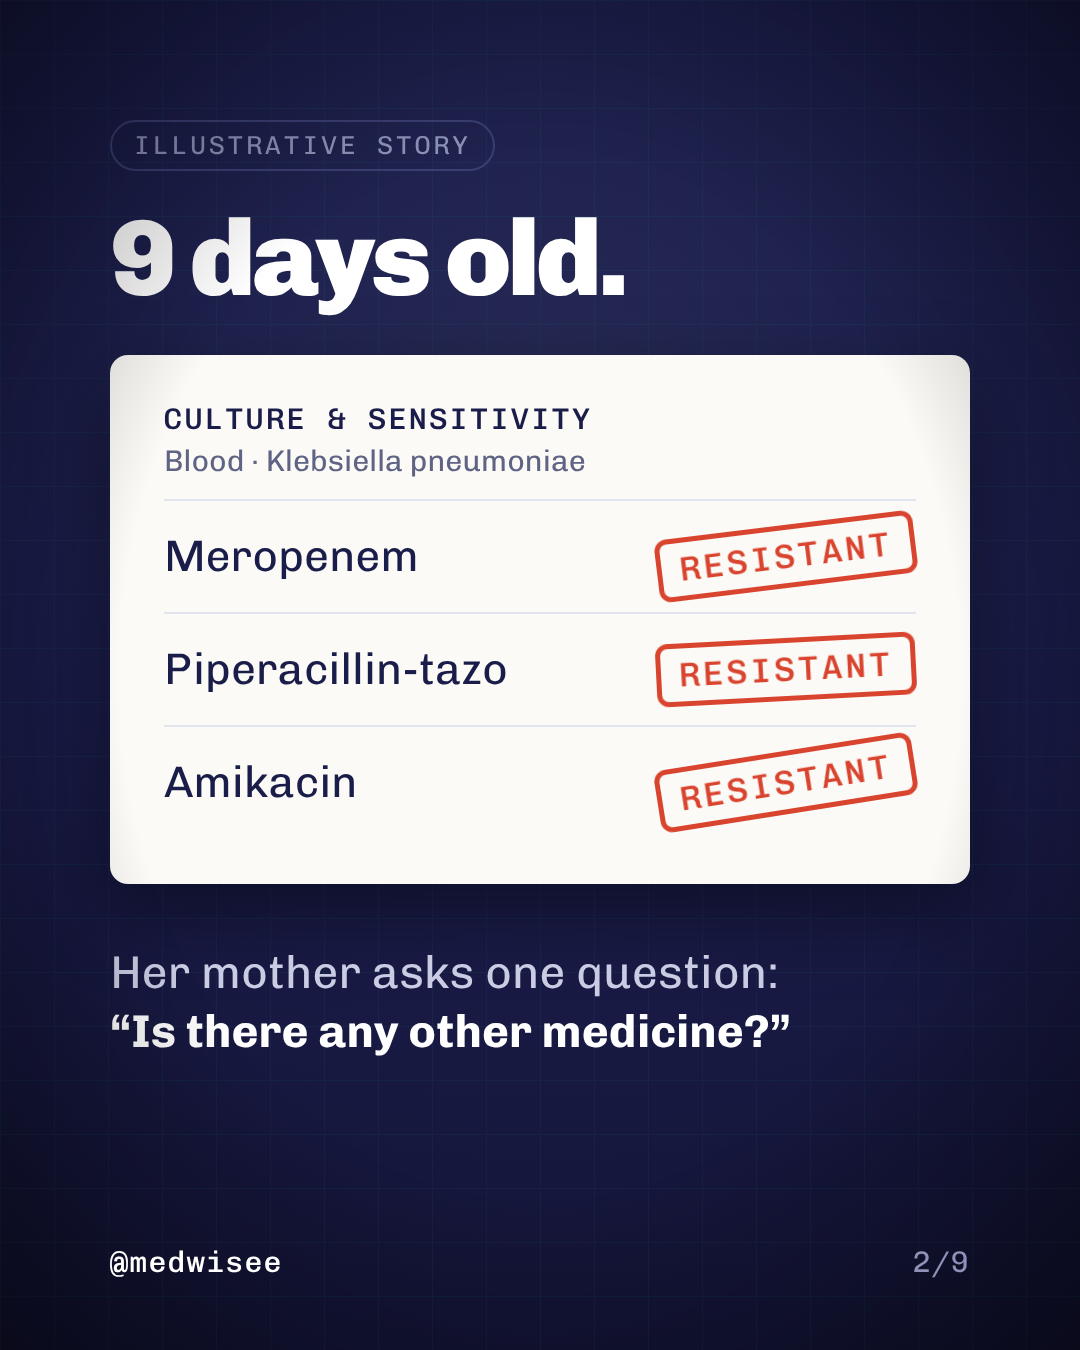 ILLUSTRATIVE STORY
9 days old.
CULTURE & SENSITIVITY
Blood · Klebsiella pneumoniae
Meropenem RESISTANT
Piperacillin-tazo RESISTANT
Amikacin RESISTANT
Her mother asks one question:
“Is there any other medicine?”
@medwisee 2/9